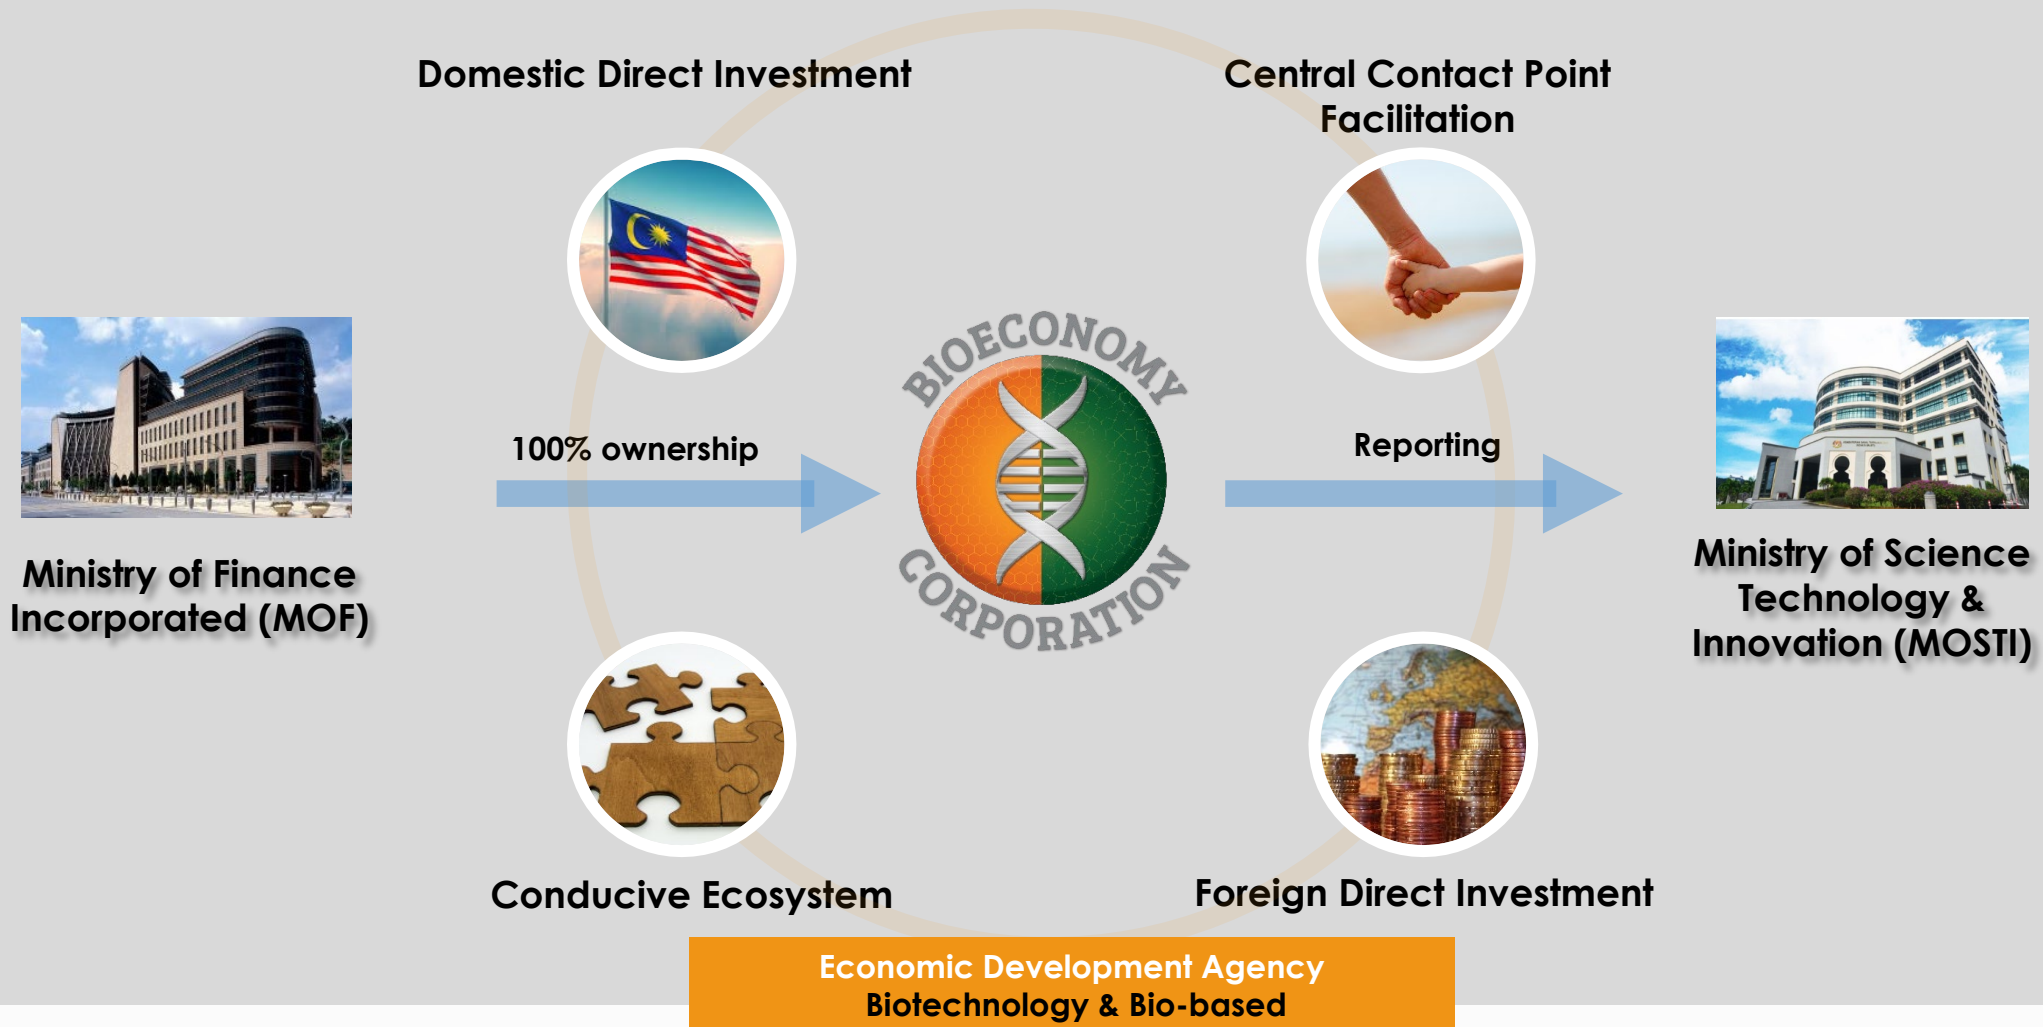 Domestic Direct Investment
Central Contact Point
Facilitation
BIOECONOMY
CORPORATION
100% ownership
Reporting
Ministry of Finance
Incorporated (MOF)
Ministry of Science
Technology &
Innovation (MOSTI)
Conducive Ecosystem
Foreign Direct Investment
Economic Development Agency
Biotechnology & Bio-based